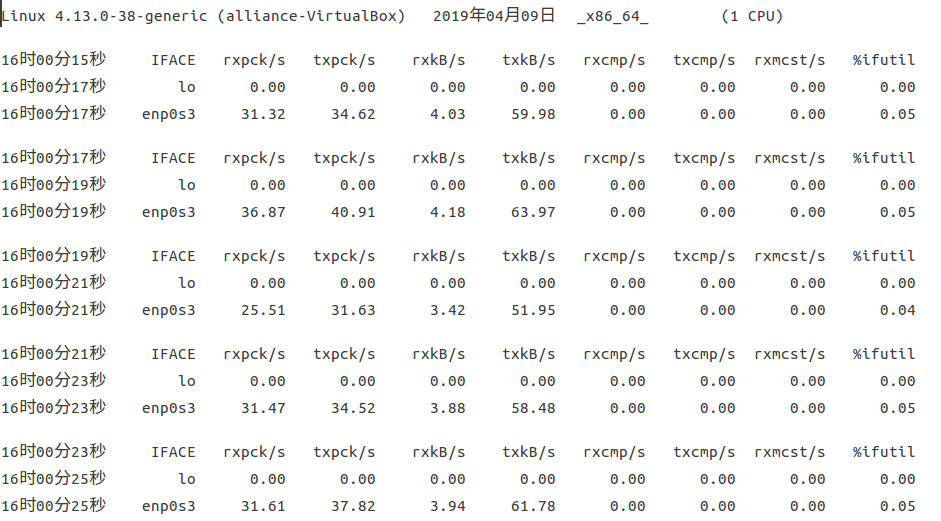 Linux 4.13.0-38-generic (alliance-VirtualBox) 2019年04月09日 _x86_64_ (1 CPU)
16时00分15秒 IFACE rxpck/s txpck/s rxkB/s txkB/s rxcmp/s txcmp/s rxmcst/s %ifutil
16时00分17秒 lo 0.00 0.00 0.00 0.00 0.00 0.00 0.00 0.00
16时00分17秒 enp0s3 31.32 34.62 4.03 59.98 0.00 0.00 0.00 0.05
16时00分17秒 IFACE rxpck/s txpck/s rxkB/s txkB/s rxcmp/s txcmp/s rxmcst/s %ifutil
16时00分19秒 lo 0.00 0.00 0.00 0.00 0.00 0.00 0.00 0.00
16时00分19秒 enp0s3 36.87 40.91 4.18 63.97 0.00 0.00 0.00 0.05
16时00分19秒 IFACE rxpck/s txpck/s rxkB/s txkB/s rxcmp/s txcmp/s rxmcst/s %ifutil
16时00分21秒 lo 0.00 0.00 0.00 0.00 0.00 0.00 0.00 0.00
16时00分21秒 enp0s3 25.51 31.63 3.42 51.95 0.00 0.00 0.00 0.04
16时00分21秒 IFACE rxpck/s txpck/s rxkB/s txkB/s rxcmp/s txcmp/s rxmcst/s %ifutil
16时00分23秒 lo 0.00 0.00 0.00 0.00 0.00 0.00 0.00 0.00
16时00分23秒 enp0s3 31.47 34.52 3.88 58.48 0.00 0.00 0.00 0.05
16时00分23秒 IFACE rxpck/s txpck/s rxkB/s txkB/s rxcmp/s txcmp/s rxmcst/s %ifutil
16时00分25秒 lo 0.00 0.00 0.00 0.00 0.00 0.00 0.00 0.00
16时00分25秒 enp0s3 31.61 37.82 3.94 61.78 0.00 0.00 0.00 0.05